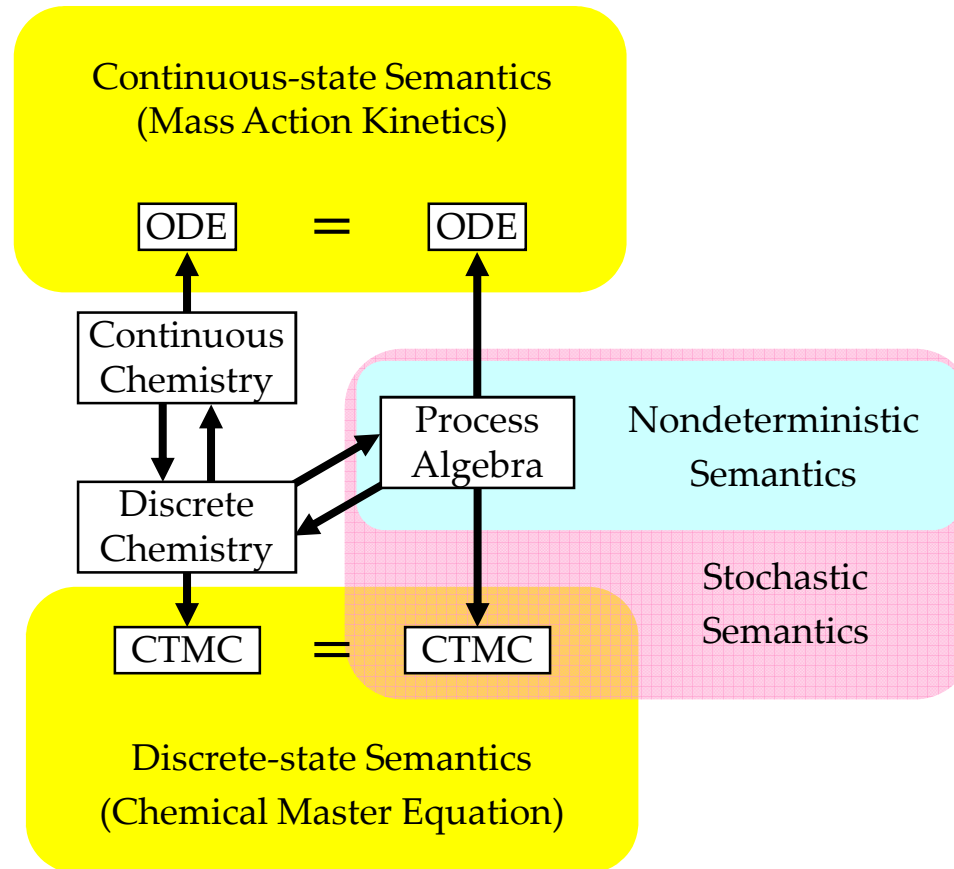 Continuous-state Semantics
(Mass Action Kinetics)
ODE = ODE
Continuous
Chemistry
Process
Algebra
Nondeterministic
Semantics
Discrete
Chemistry
Stochastic
Semantics
CTMC = CTMC
Discrete-state Semantics
(Chemical Master Equation)